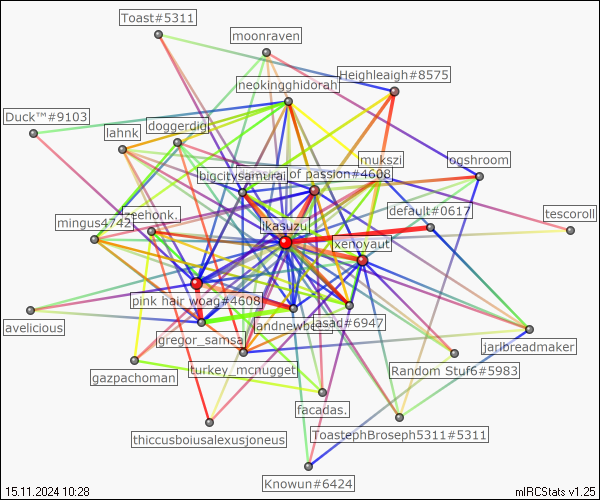 Toast#5311
moonraven
Heighleaigh#8575
neokingghidorah
Duck™#9103
doggerdig
lahnk
mukszi
ogshroom
bigcitysamurai
of passion#4608
default#0617
tescoroll
mingus4742
zeehonk.
ikasuzu
xenoyaut
pink hair woag#4608
avelicious
landnewbe
asac#6947
gregor_samsa
jarlbreadmaker
turkey_mcnugget
Random Stuf6#5983
gazpachoman
facadas.
thiccusboiusalexusjoneus
ToastephBroseph5311#5311
Knowun#6424
15.11.2024 10:28
mIRCStats v1.25